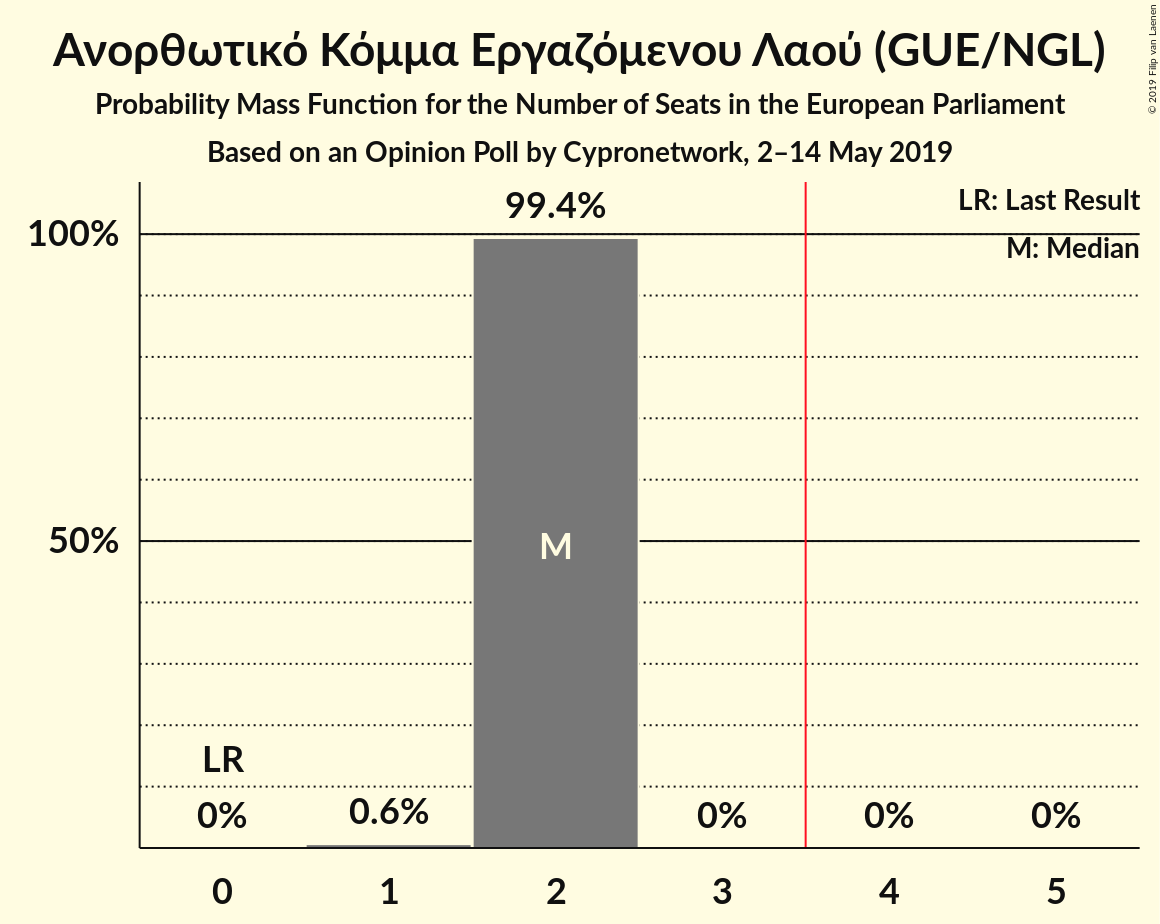 Ανορθωτικό Κόμμα Εργαζόμενου Λαού (GUE/NGL)
Probability Mass Function for the Number of Seats in the European Parliament
Based on an Opinion Poll by Cypronetwork, 2–14 May 2019
© 2019 Filip van Laenen
LR: Last Result
M: Median
99.4%
100%
50%
M
LR
0%
0.6%
0%
0%
0%
0
1
2
3
4
5